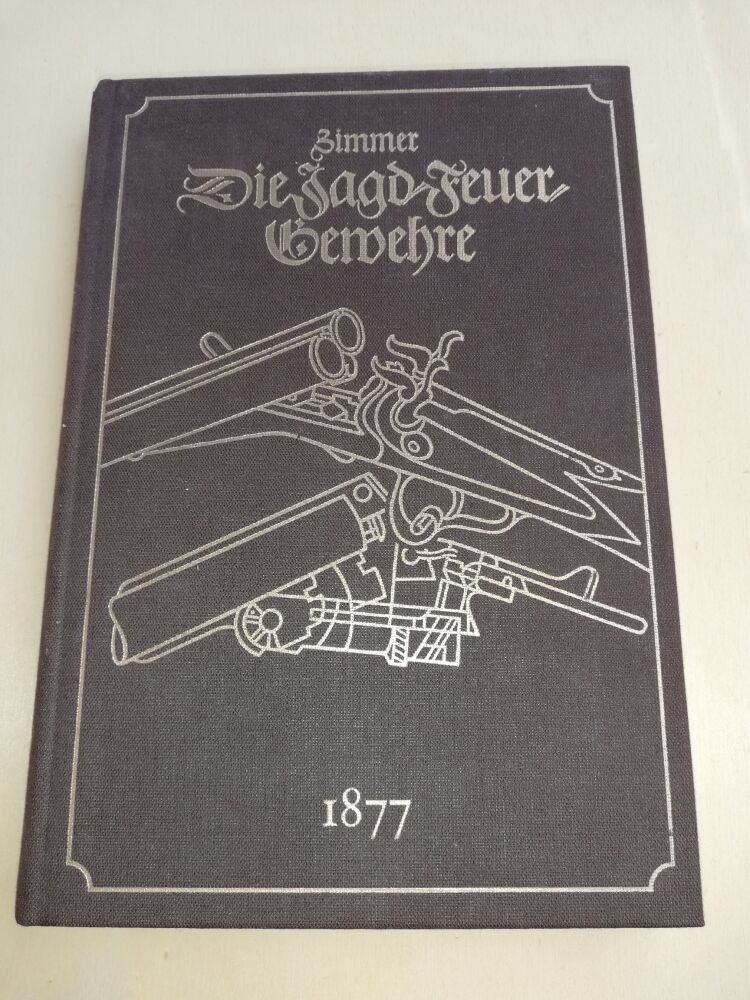 Zimmer
Die Jagd-Feuer-
Gewehre
1877